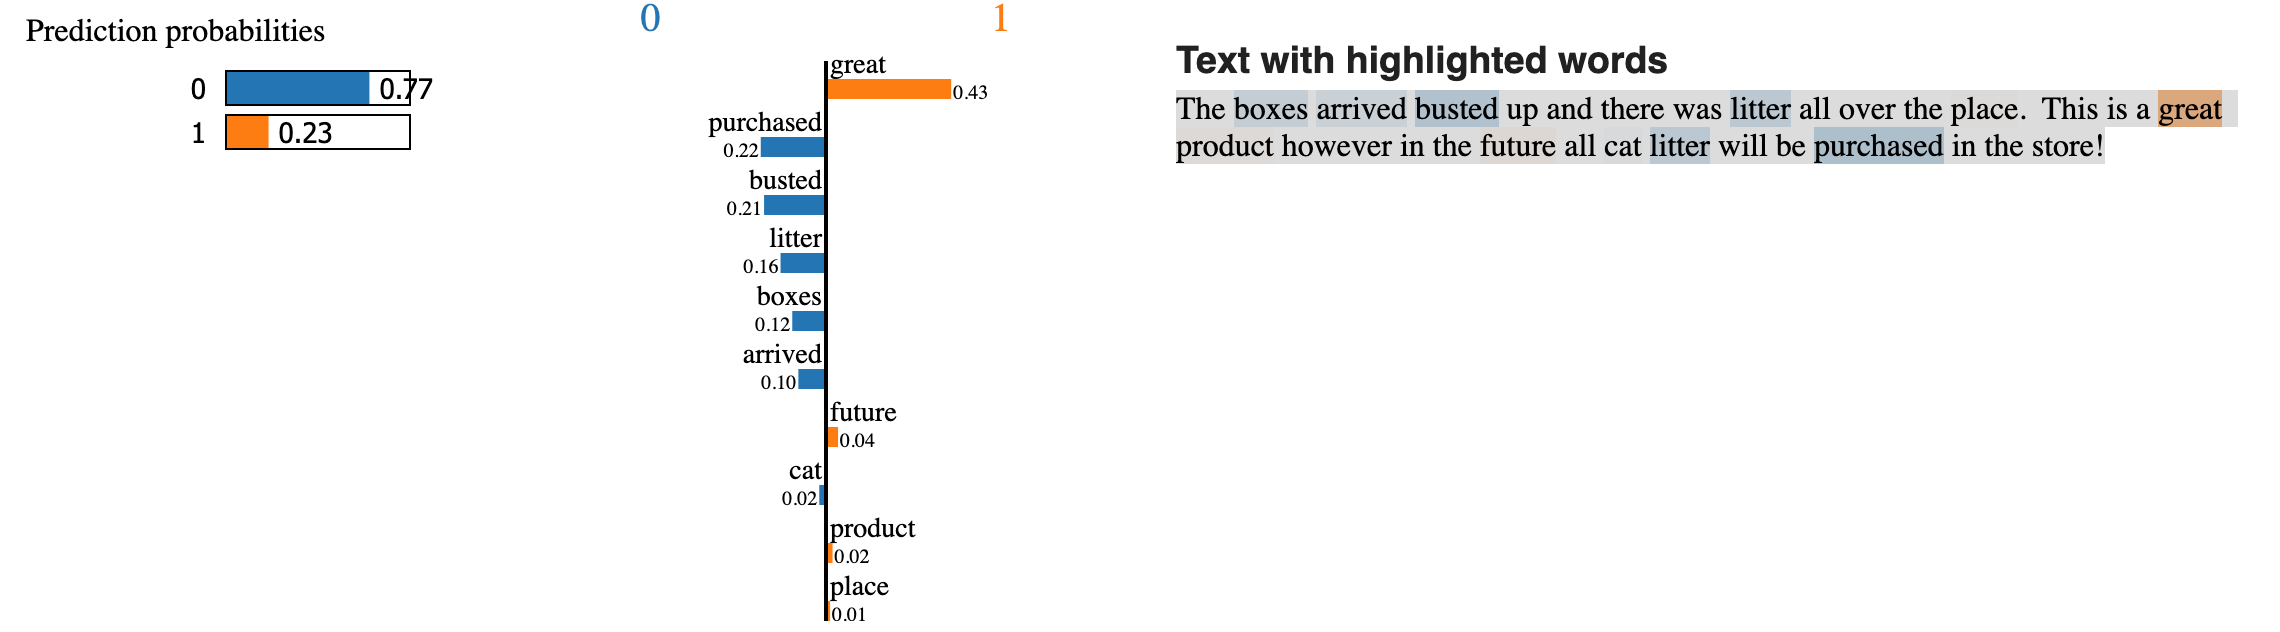 Prediction probabilities
0 0.77
1 0.23
0 1
great
0.43
purchased
0.22
busted
0.21
litter
0.16
boxes
0.12
arrived
0.10
future
0.04
cat
0.02
product
0.02
place
0.01
Text with highlighted words
The boxes arrived busted up and there was litter all over the place.  This is a great
product however in the future all cat litter will be purchased in the store!